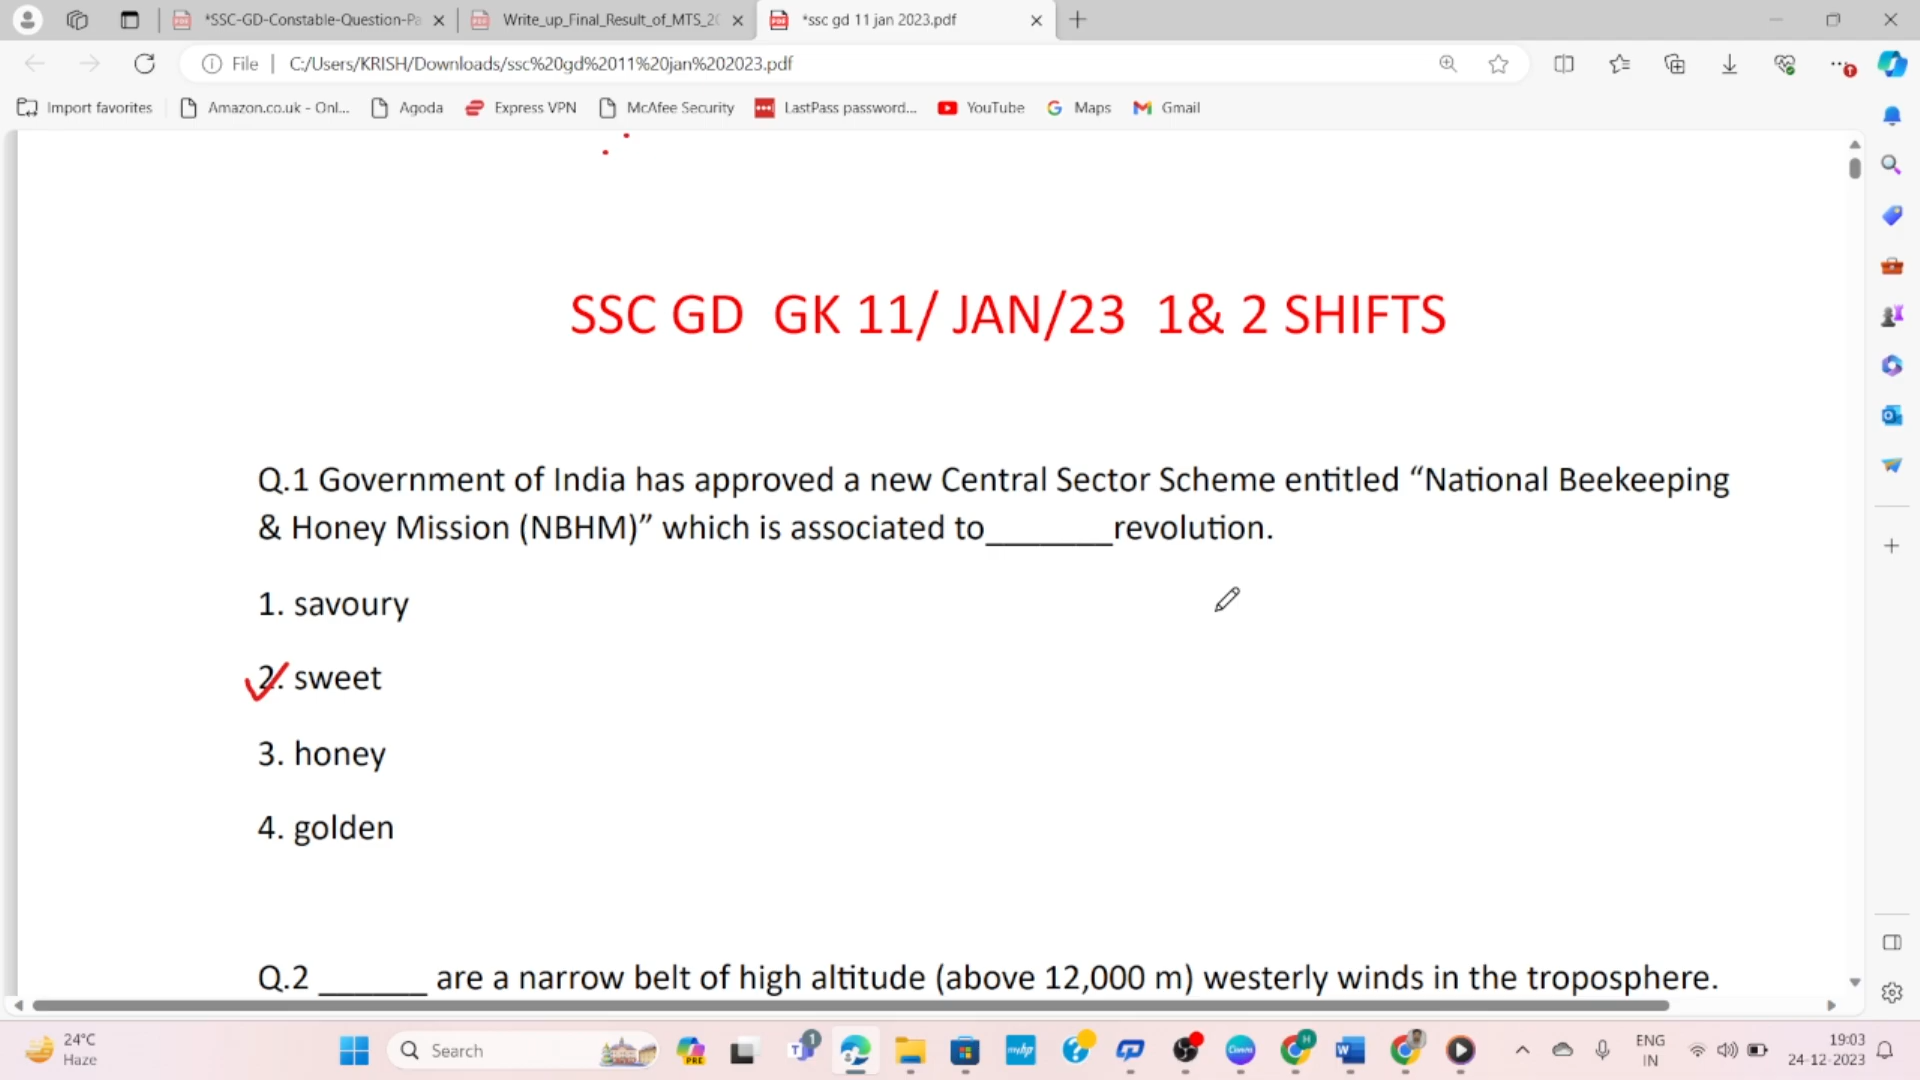 *SSC-GD-Constable-Question-Pa
Write_up_Final_Result_of_MTS_20
*ssc gd 11 jan 2023.pdf
File
C:/Users/KRISH/Downloads/ssc%20gd%2011%20jan%202023.pdf
Import favorites
Amazon.co.uk - Onl...
Agoda
Express VPN
McAfee Security
LastPass password...
YouTube
Maps
Gmail
SSC GD GK 11/ JAN/23 1& 2 SHIFTS
Q.1 Government of India has approved a new Central Sector Scheme entitled “National Beekeeping
& Honey Mission (NBHM)” which is associated to_______revolution.
1. savoury
2. sweet
3. honey
4. golden
Q.2 ______ are a narrow belt of high altitude (above 12,000 m) westerly winds in the troposphere.
24°C
Haze
Search
PRE
1
myhp
H
ENG
IN
19:03
24-12-2023